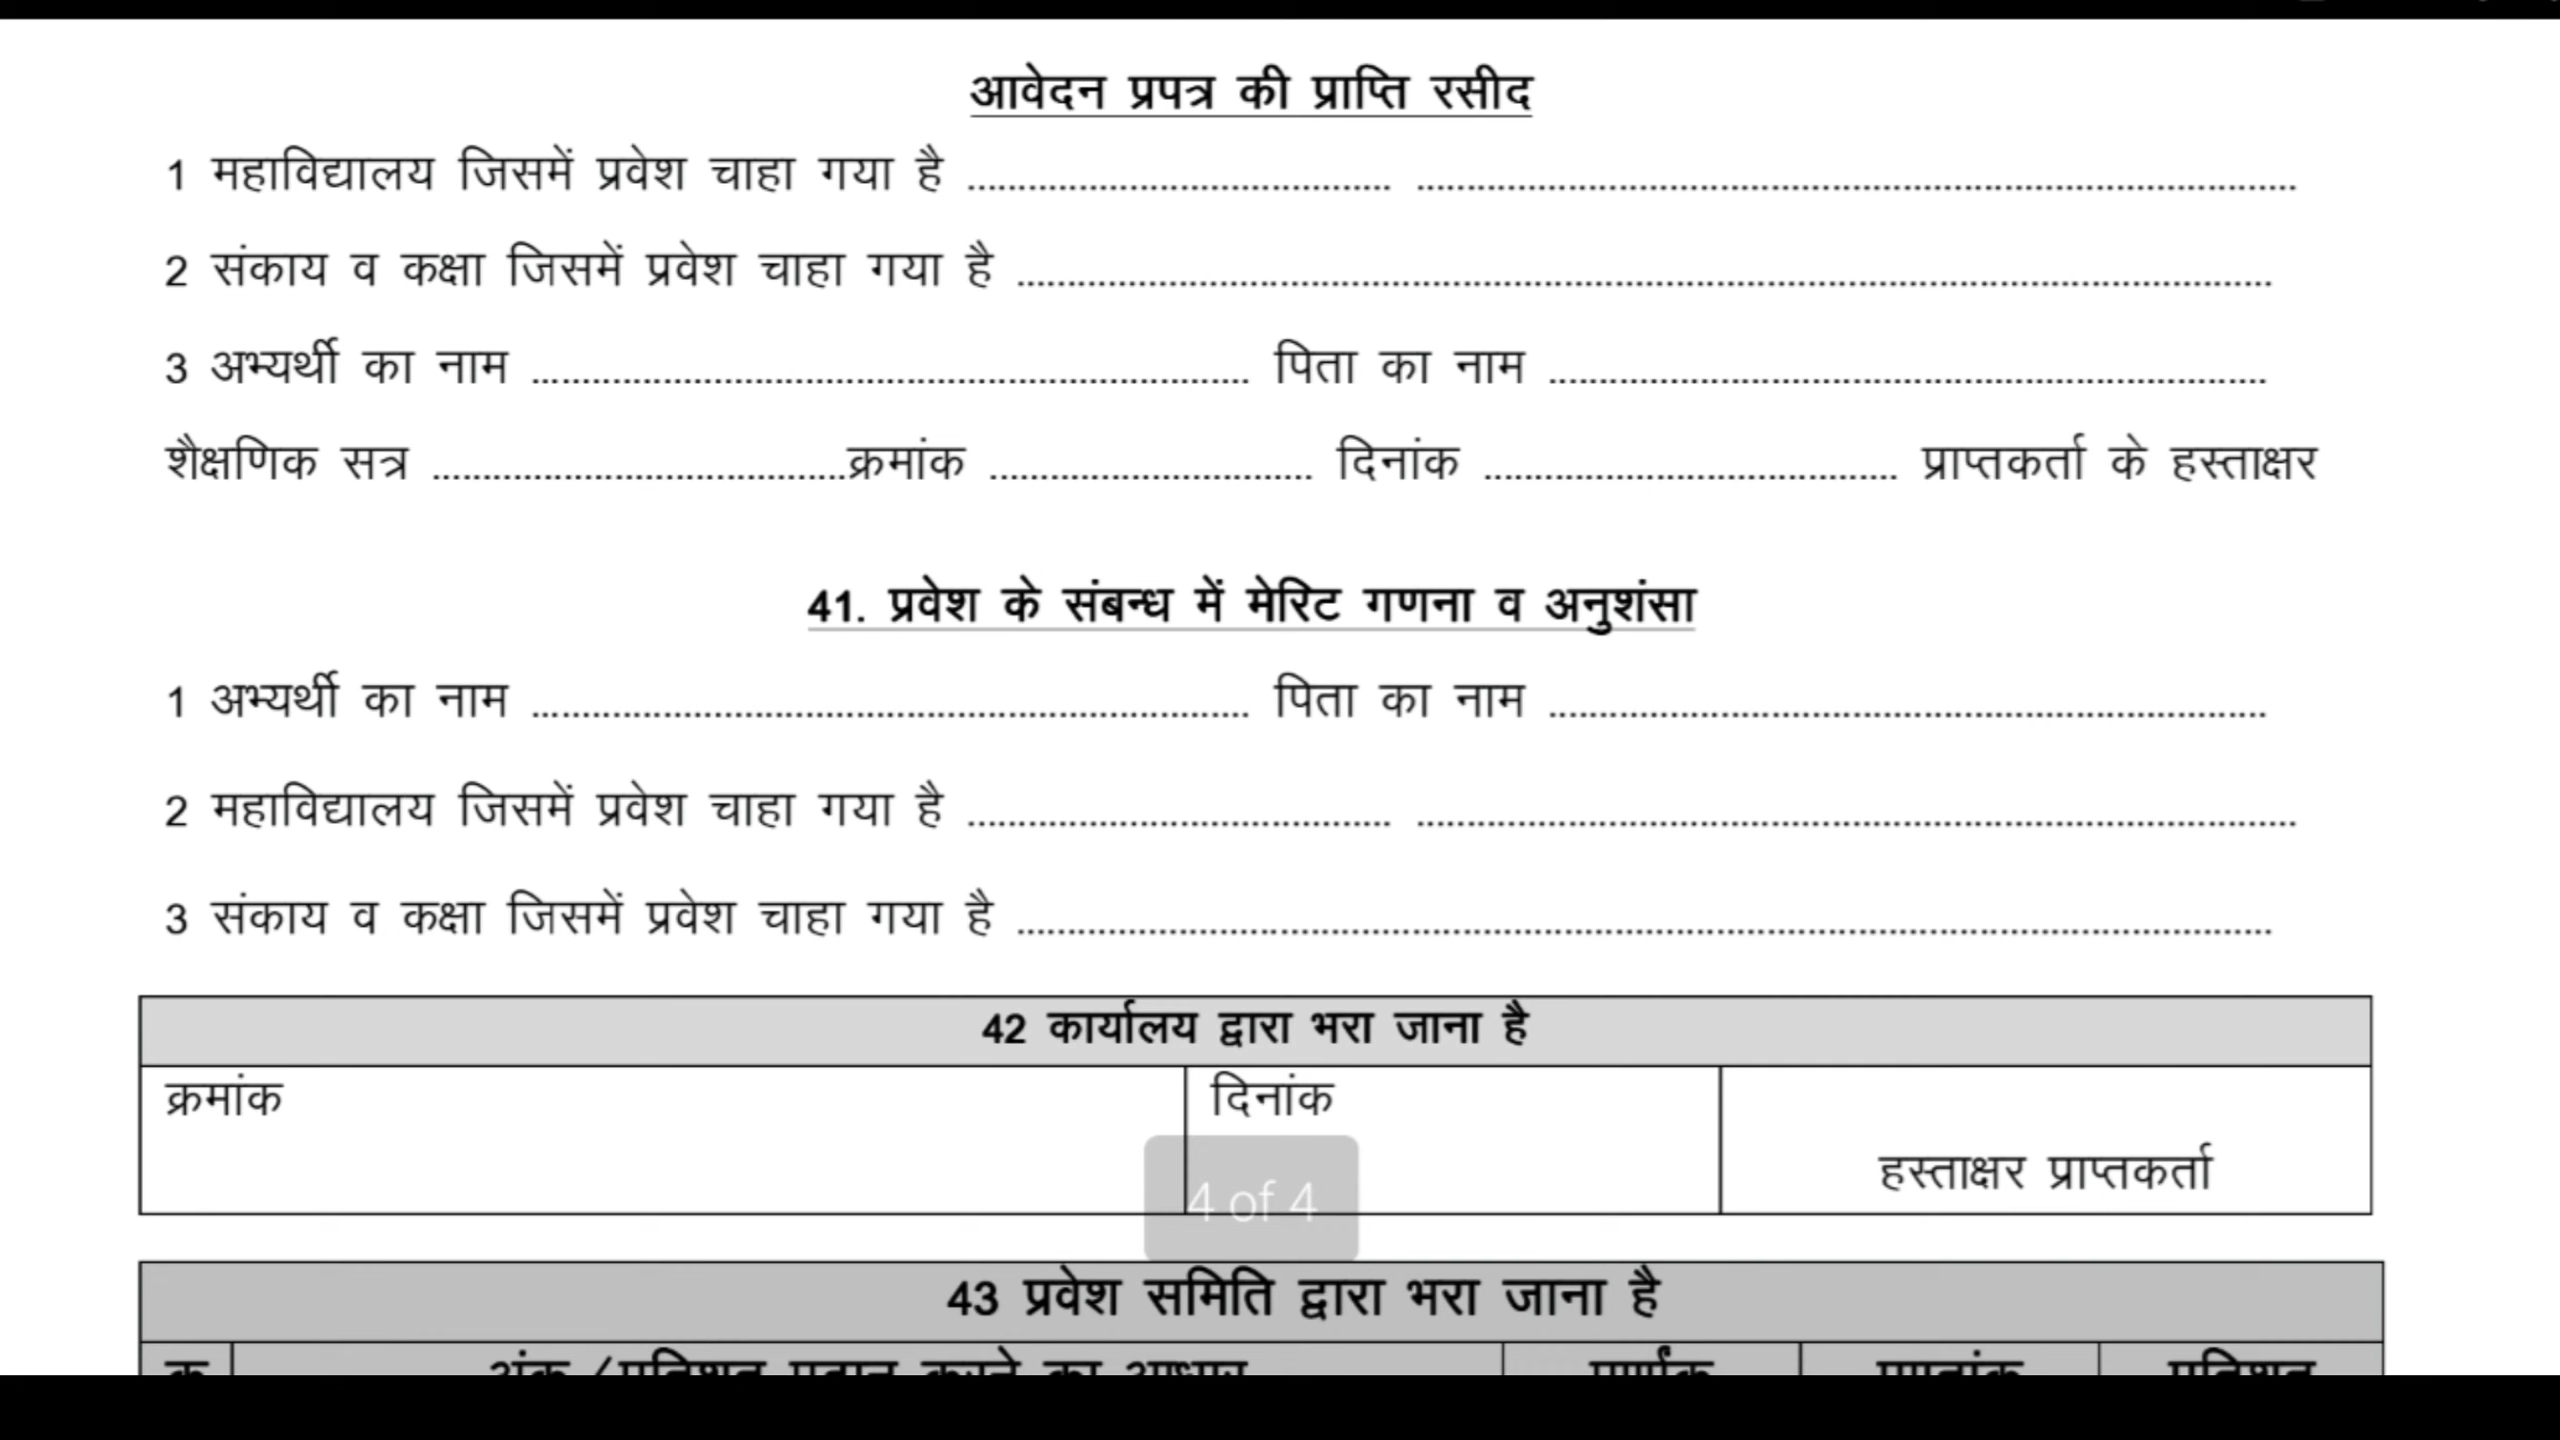 आवेदन प्रपत्र की प्राप्ति रसीद
1 महाविद्यालय जिसमें प्रवेश चाहा गया है .......................................... ........................................................................................
2 संकाय व कक्षा जिसमें प्रवेश चाहा गया है ..............................................................................................................................
3 अभ्यर्थी का नाम ........................................................................ पिता का नाम ........................................................................
शैक्षणिक सत्र .........................................क्रमांक ................................ दिनांक ......................................... प्राप्तकर्ता के हस्ताक्षर
41. प्रवेश के संबन्ध में मेरिट गणना व अनुशंसा
1 अभ्यर्थी का नाम ........................................................................ पिता का नाम ........................................................................
2 महाविद्यालय जिसमें प्रवेश चाहा गया है .......................................... ........................................................................................
3 संकाय व कक्षा जिसमें प्रवेश चाहा गया है ..............................................................................................................................
42 कार्यालय द्वारा भरा जाना है
क्रमांक दिनांक
हस्ताक्षर प्राप्तकर्ता
4 of 4
43 प्रवेश समिति द्वारा भरा जाना है